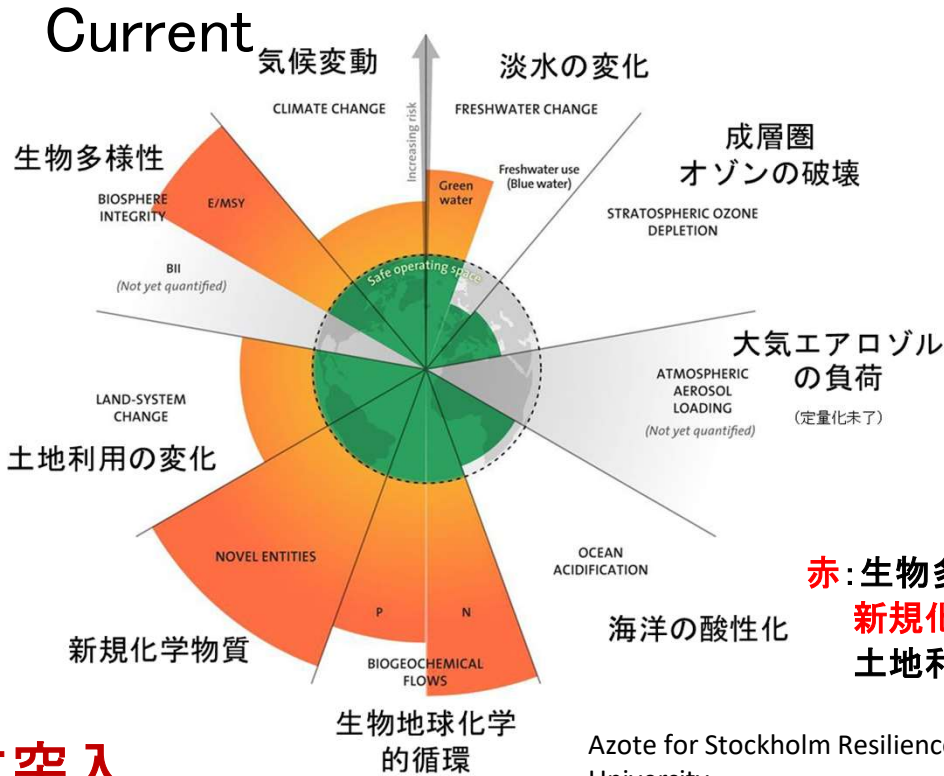 Current
気候変動
淡水の変化
CLIMATE CHANGE
Increasing risk
FRESHWATER CHANGE
成層圏
オゾンの破壊
生物多様性
Green
water
Freshwater use
(Blue water)
BIOSPHERE
INTEGRITY
E/MSY
STRATOSPHERIC OZONE
DEPLETION
BII
(Not yet quantified)
Safe operating space
大気エアロゾル
の負荷
(定量化未了)
ATMOSPHERIC
AEROSOL
LOADING
(Not yet quantified)
LAND-SYSTEM
CHANGE
土地利用の変化
NOVEL ENTITIES
OCEAN
ACIDIFICATION
赤:生物多
新規化
土地利
P
N
海洋の酸性化
新規化学物質
BIOGEOCHEMICAL
FLOWS
生物地球化学
的循環
Azote for Stockholm Resilience